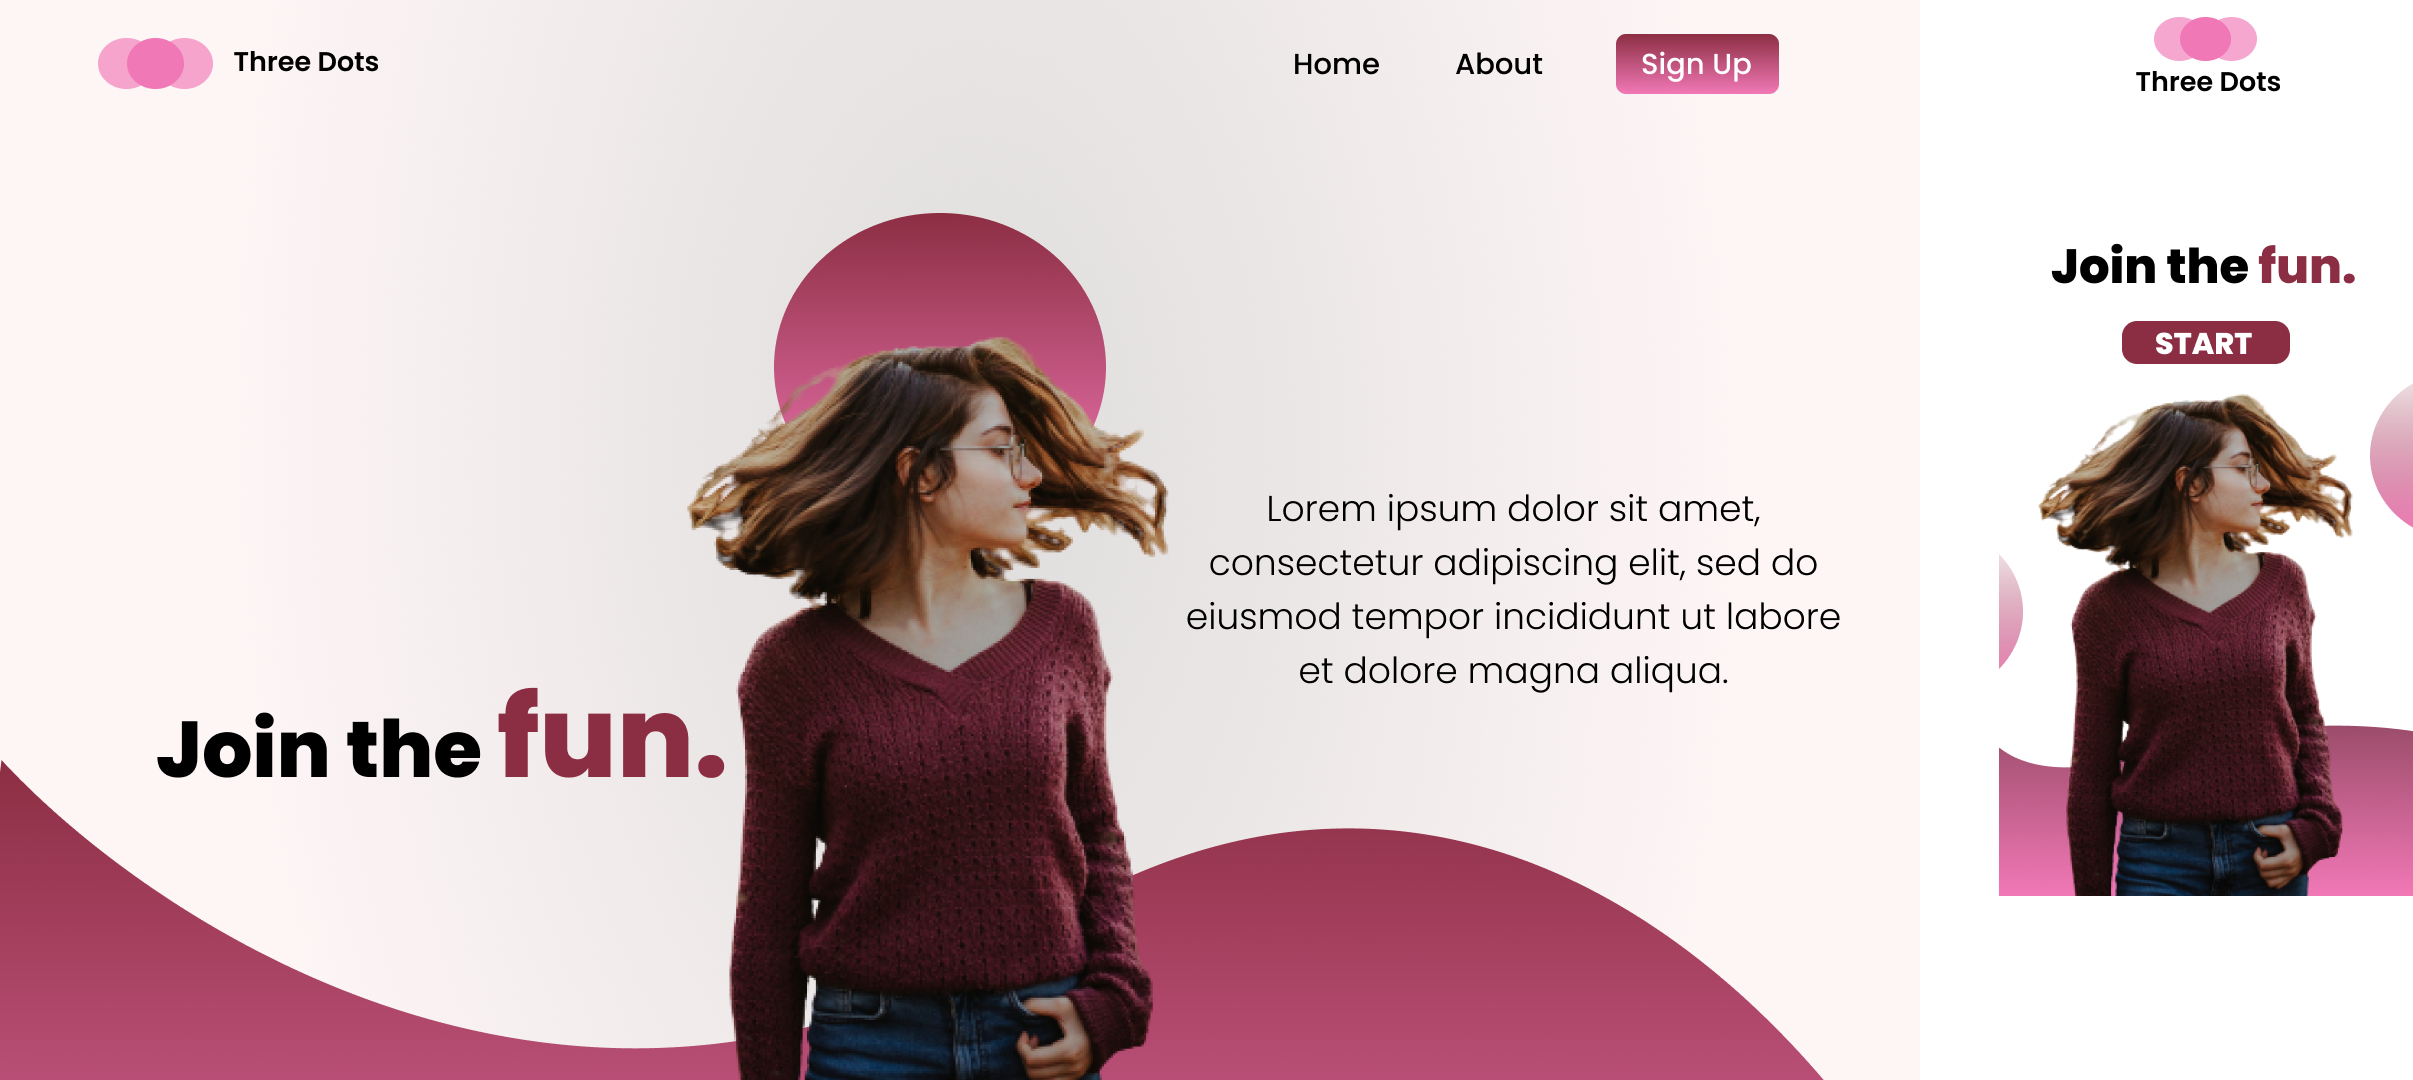 Three Dots
Home
About
Sign Up
Lorem ipsum dolor sit amet,
consectetur adipiscing elit, sed do
eiusmod tempor incididunt ut labore
et dolore magna aliqua.
Join the fun.
Three Dots
Join the fun.
START